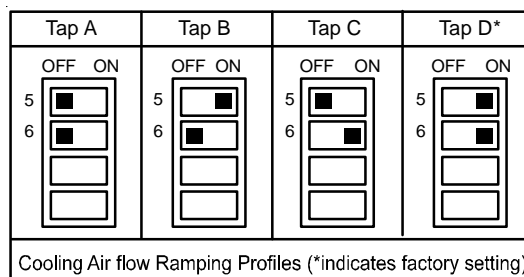 Tap A Tap B Tap C Tap D*
OFF ON OFF ON OFF ON OFF ON
5 5 5 5
6 6 6 6
Cooling Air flow Ramping Profiles (*indicates factory setting)